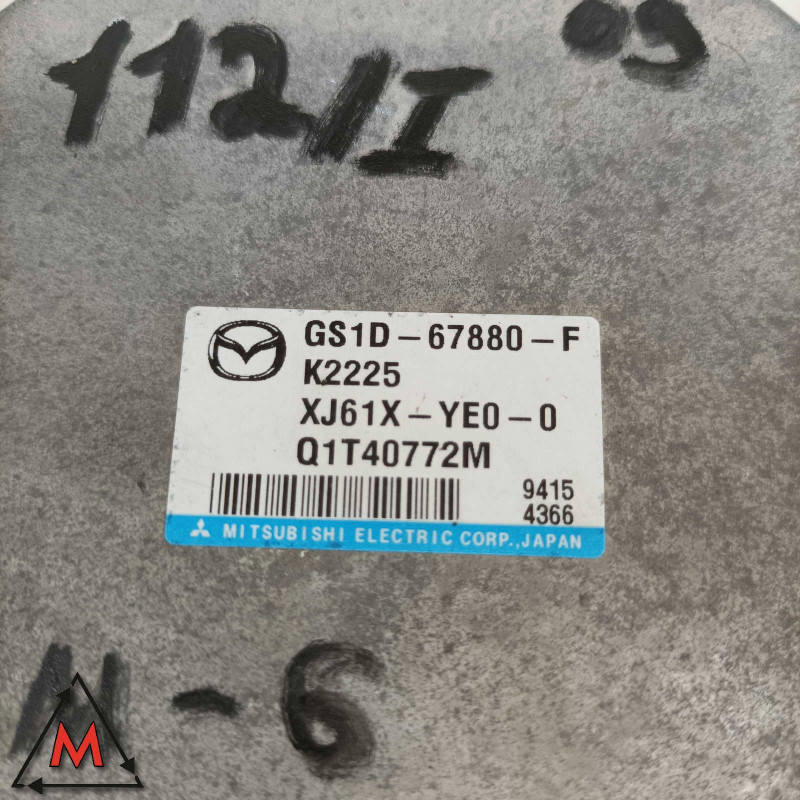 112/I 09
GS1D-67880-F
K2225
XJ61X-YE0-0
Q1T40772M
9415
4366
MITSUBISHI ELECTRIC CORP., JAPAN
M-6
M